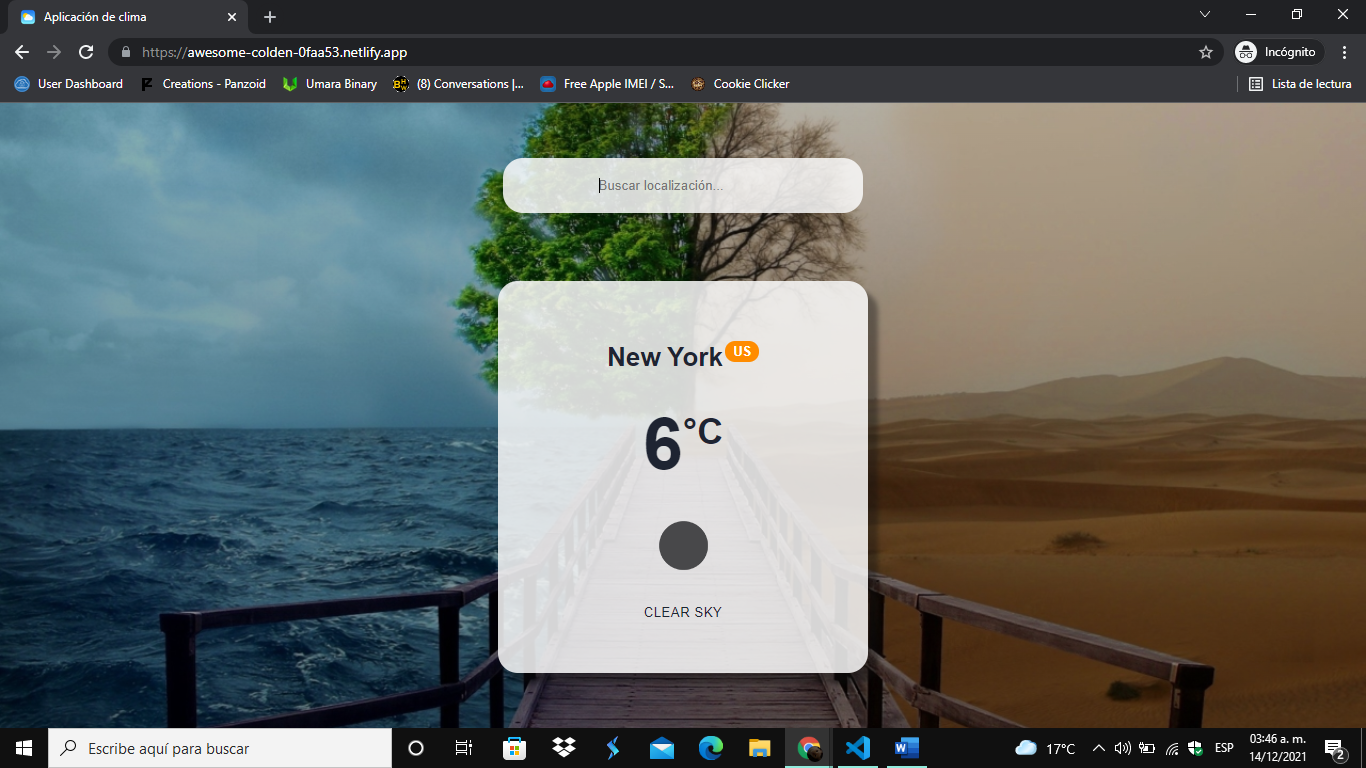 Aplicación de clima
https://awesome-colden-0faa53.netlify.app
Incógnito
User Dashboard
Creations - Panzoid
Umara Binary
(8) Conversations |...
Free Apple IMEI / S...
Cookie Clicker
Lista de lectura
Buscar localización...
New York US
6°C
CLEAR SKY
Escribe aquí para buscar
17°C
ESP
03:46 a. m.
14/12/2021
2